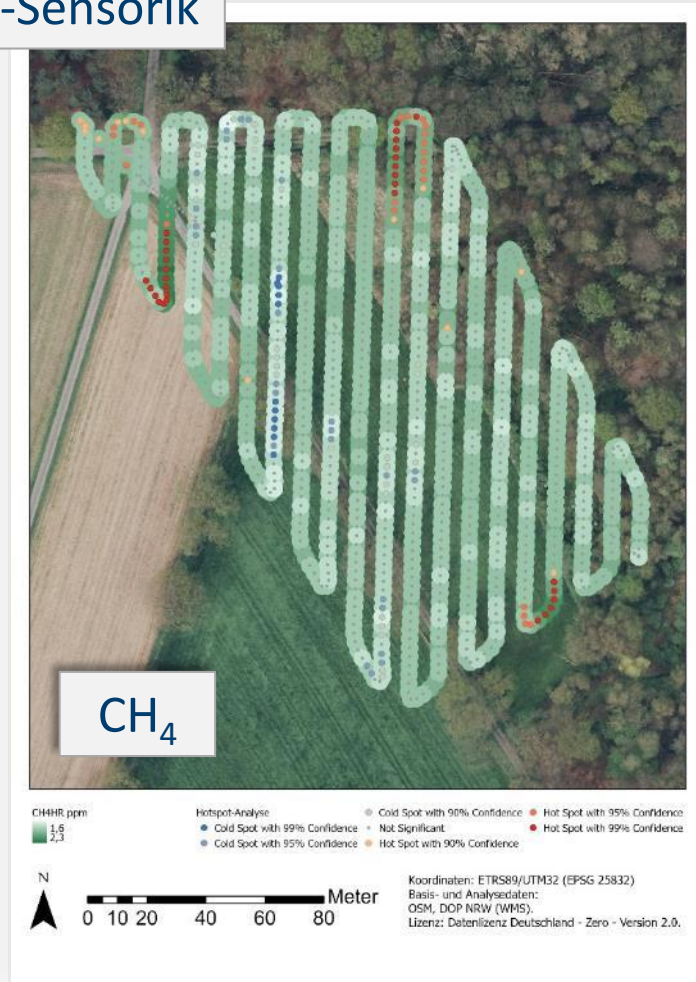 -Sensorik
CH₄
CH4HR ppm
1,6
2,3
Hotspot-Analyse
Cold Spot with 99% Confidence
Cold Spot with 95% Confidence
Cold Spot with 90% Confidence
Not Significant
Hot Spot with 90% Confidence
Hot Spot with 95% Confidence
Hot Spot with 99% Confidence
N
Meter
0 10 20 40 60 80
Koordinaten: ETRS89/UTM32 (EPSG 25832)
Basis- und Analysedaten:
OSM, DOP NRW (WMS).
Lizenz: Datenlizenz Deutschland - Zero - Version 2.0.